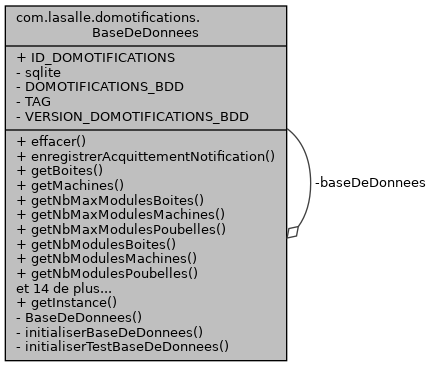 com.lasalle.domotifications.
BaseDeDonnees
+ ID_DOMOTIFICATIONS
- sqlite
- DOMOTIFICATIONS_BDD
- TAG
- VERSION_DOMOTIFICATIONS_BDD
+ effacer()
+ enregistrerAcquittementNotification()
+ getBoites()
+ getMachines()
+ getNbMaxModulesBoites()
+ getNbMaxModulesMachines()
+ getNbMaxModulesPoubelles()
+ getNbModulesBoites()
+ getNbModulesMachines()
+ getNbModulesPoubelles()
et 14 de plus...
+ getInstance()
- BaseDeDonnees()
- initialiserBaseDeDonnees()
- initialiserTestBaseDeDonnees()
-baseDeDonnees